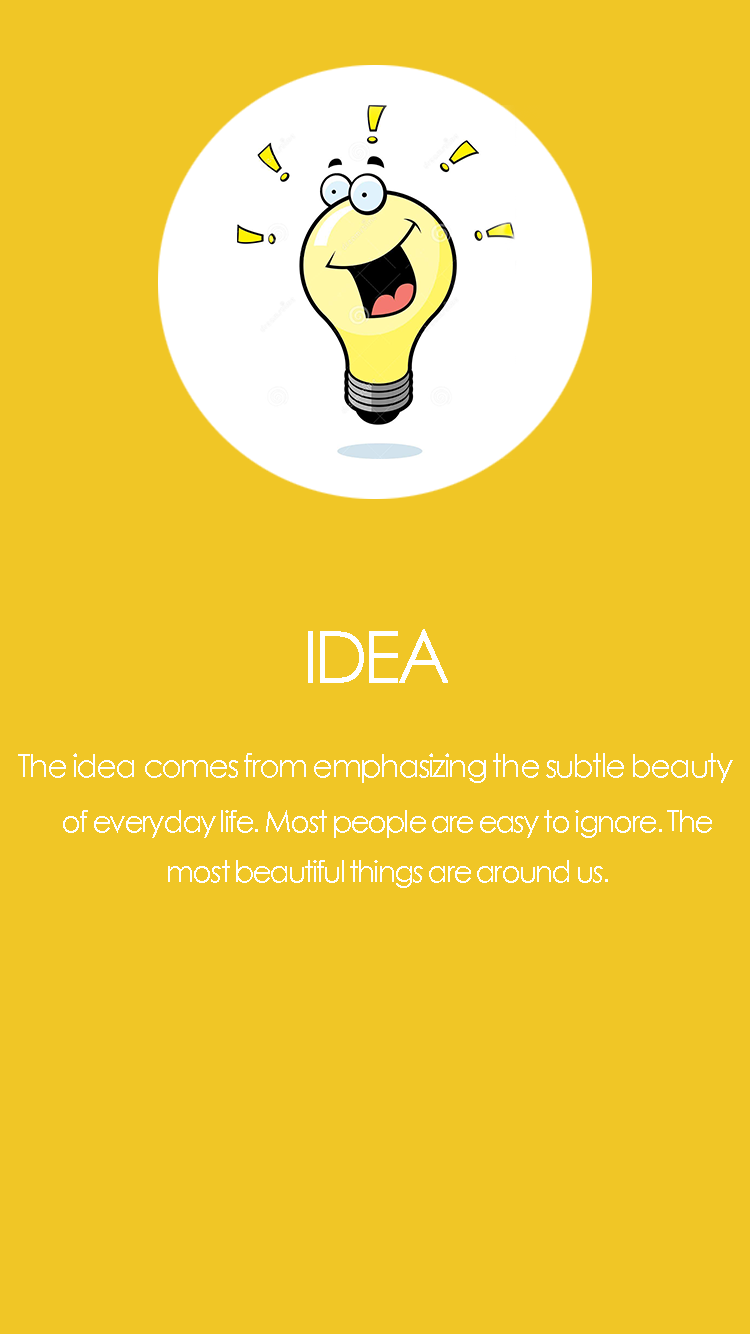 IDEA
The idea comes from emphasizing the subtle beauty
of everyday life. Most people are easy to ignore. The
most beautiful things are around us.